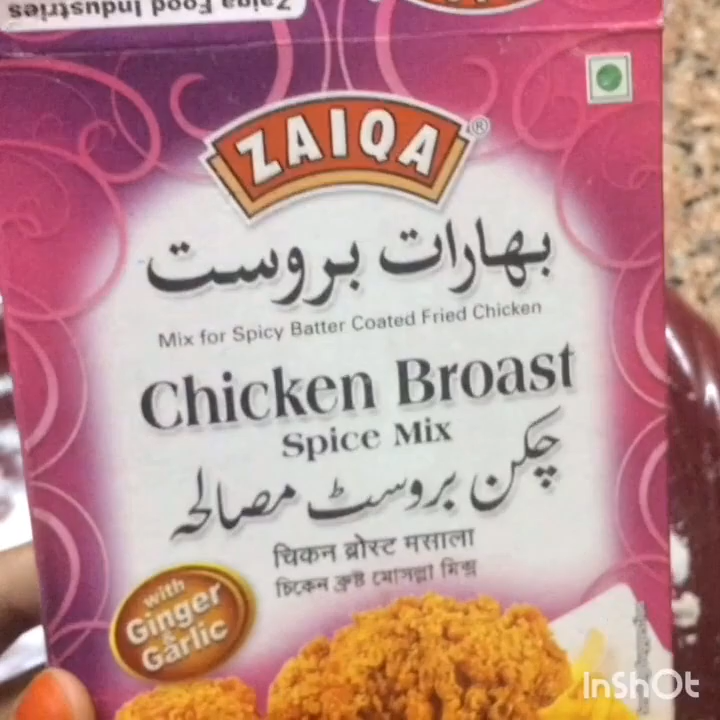 Zaiqa Food Industries
ZAIQA®
بهارات بروست
Mix for Spicy Batter Coated Fried Chicken
Chicken Broast
Spice Mix
چکن بروسٹ مصالحہ
चिकन ब्रोस्ट मसाला
with
Ginger
&
Garlic
InShOt